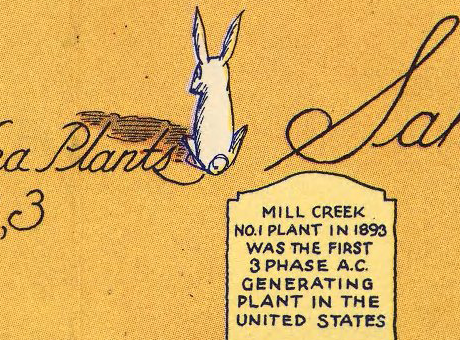 Plants
Sa
,3
MILL CREEK
NO.1 PLANT IN 1893
WAS THE FIRST
3 PHASE A.C.
GENERATING
PLANT IN THE
UNITED STATES